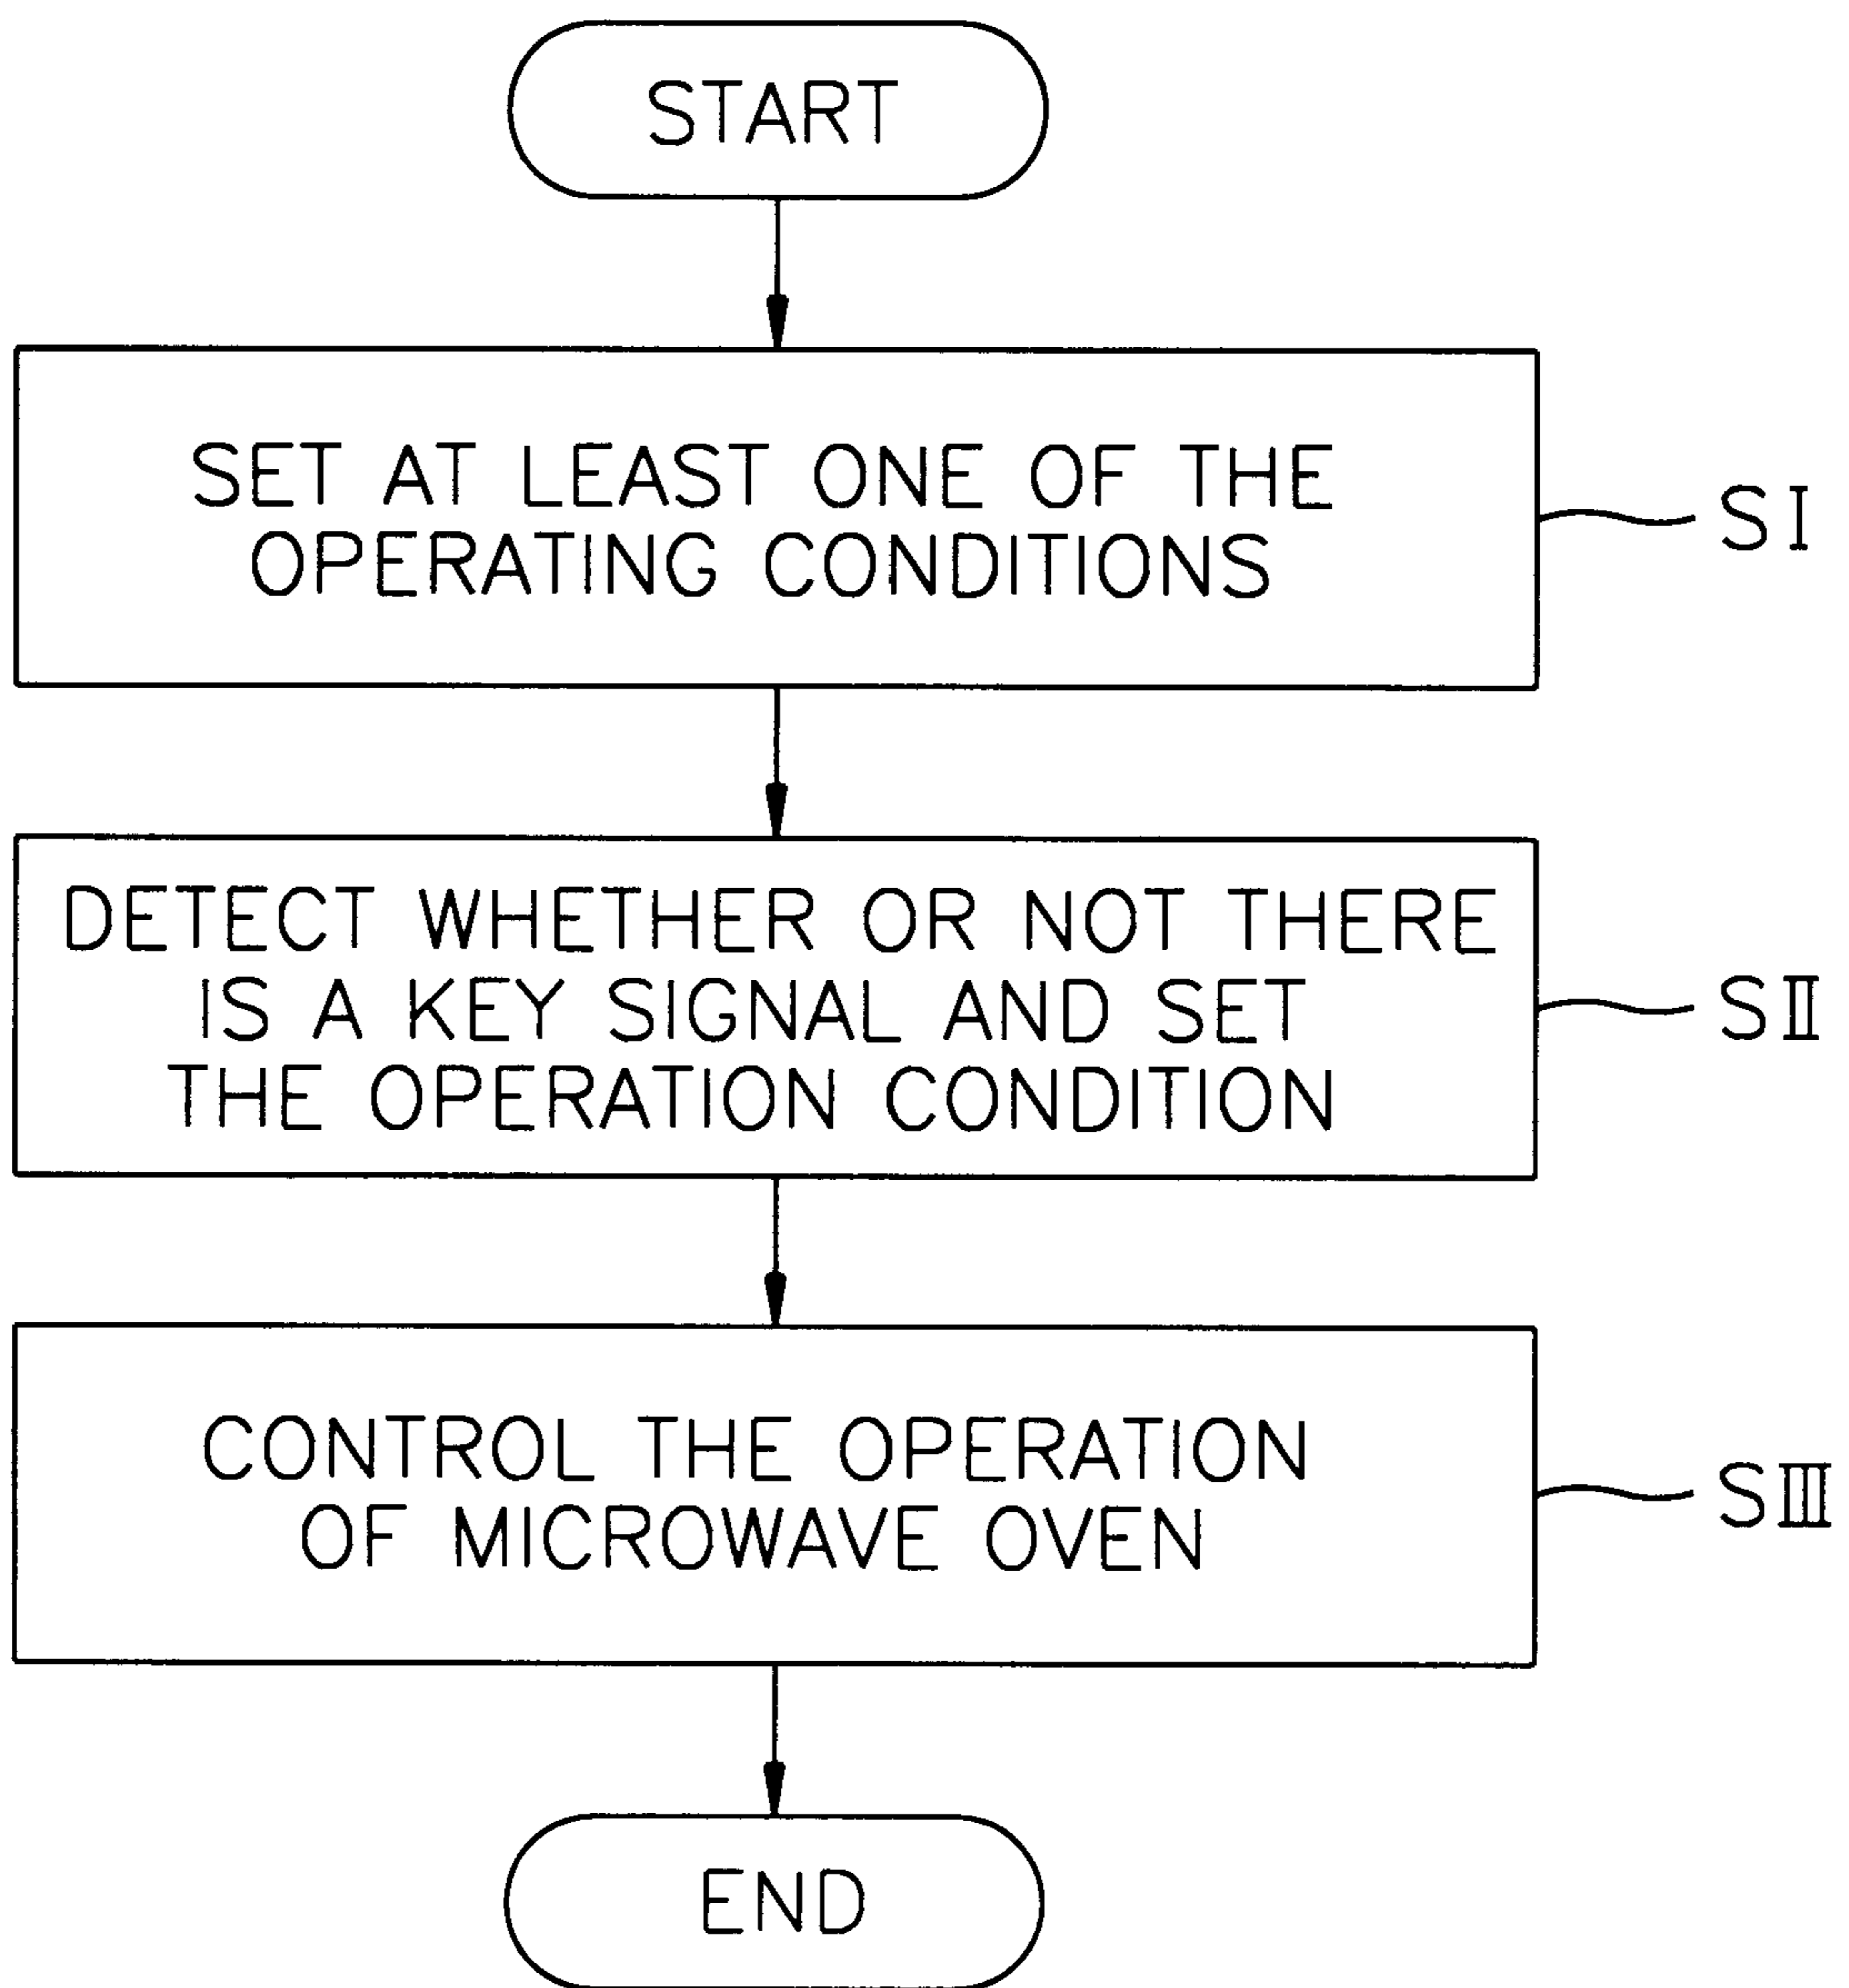 START
SET AT LEAST ONE OF THE
OPERATING CONDITIONS
SI
DETECT WHETHER OR NOT THERE
IS A KEY SIGNAL AND SET
THE OPERATION CONDITION
SII
CONTROL THE OPERATION
OF MICROWAVE OVEN
SIII
END